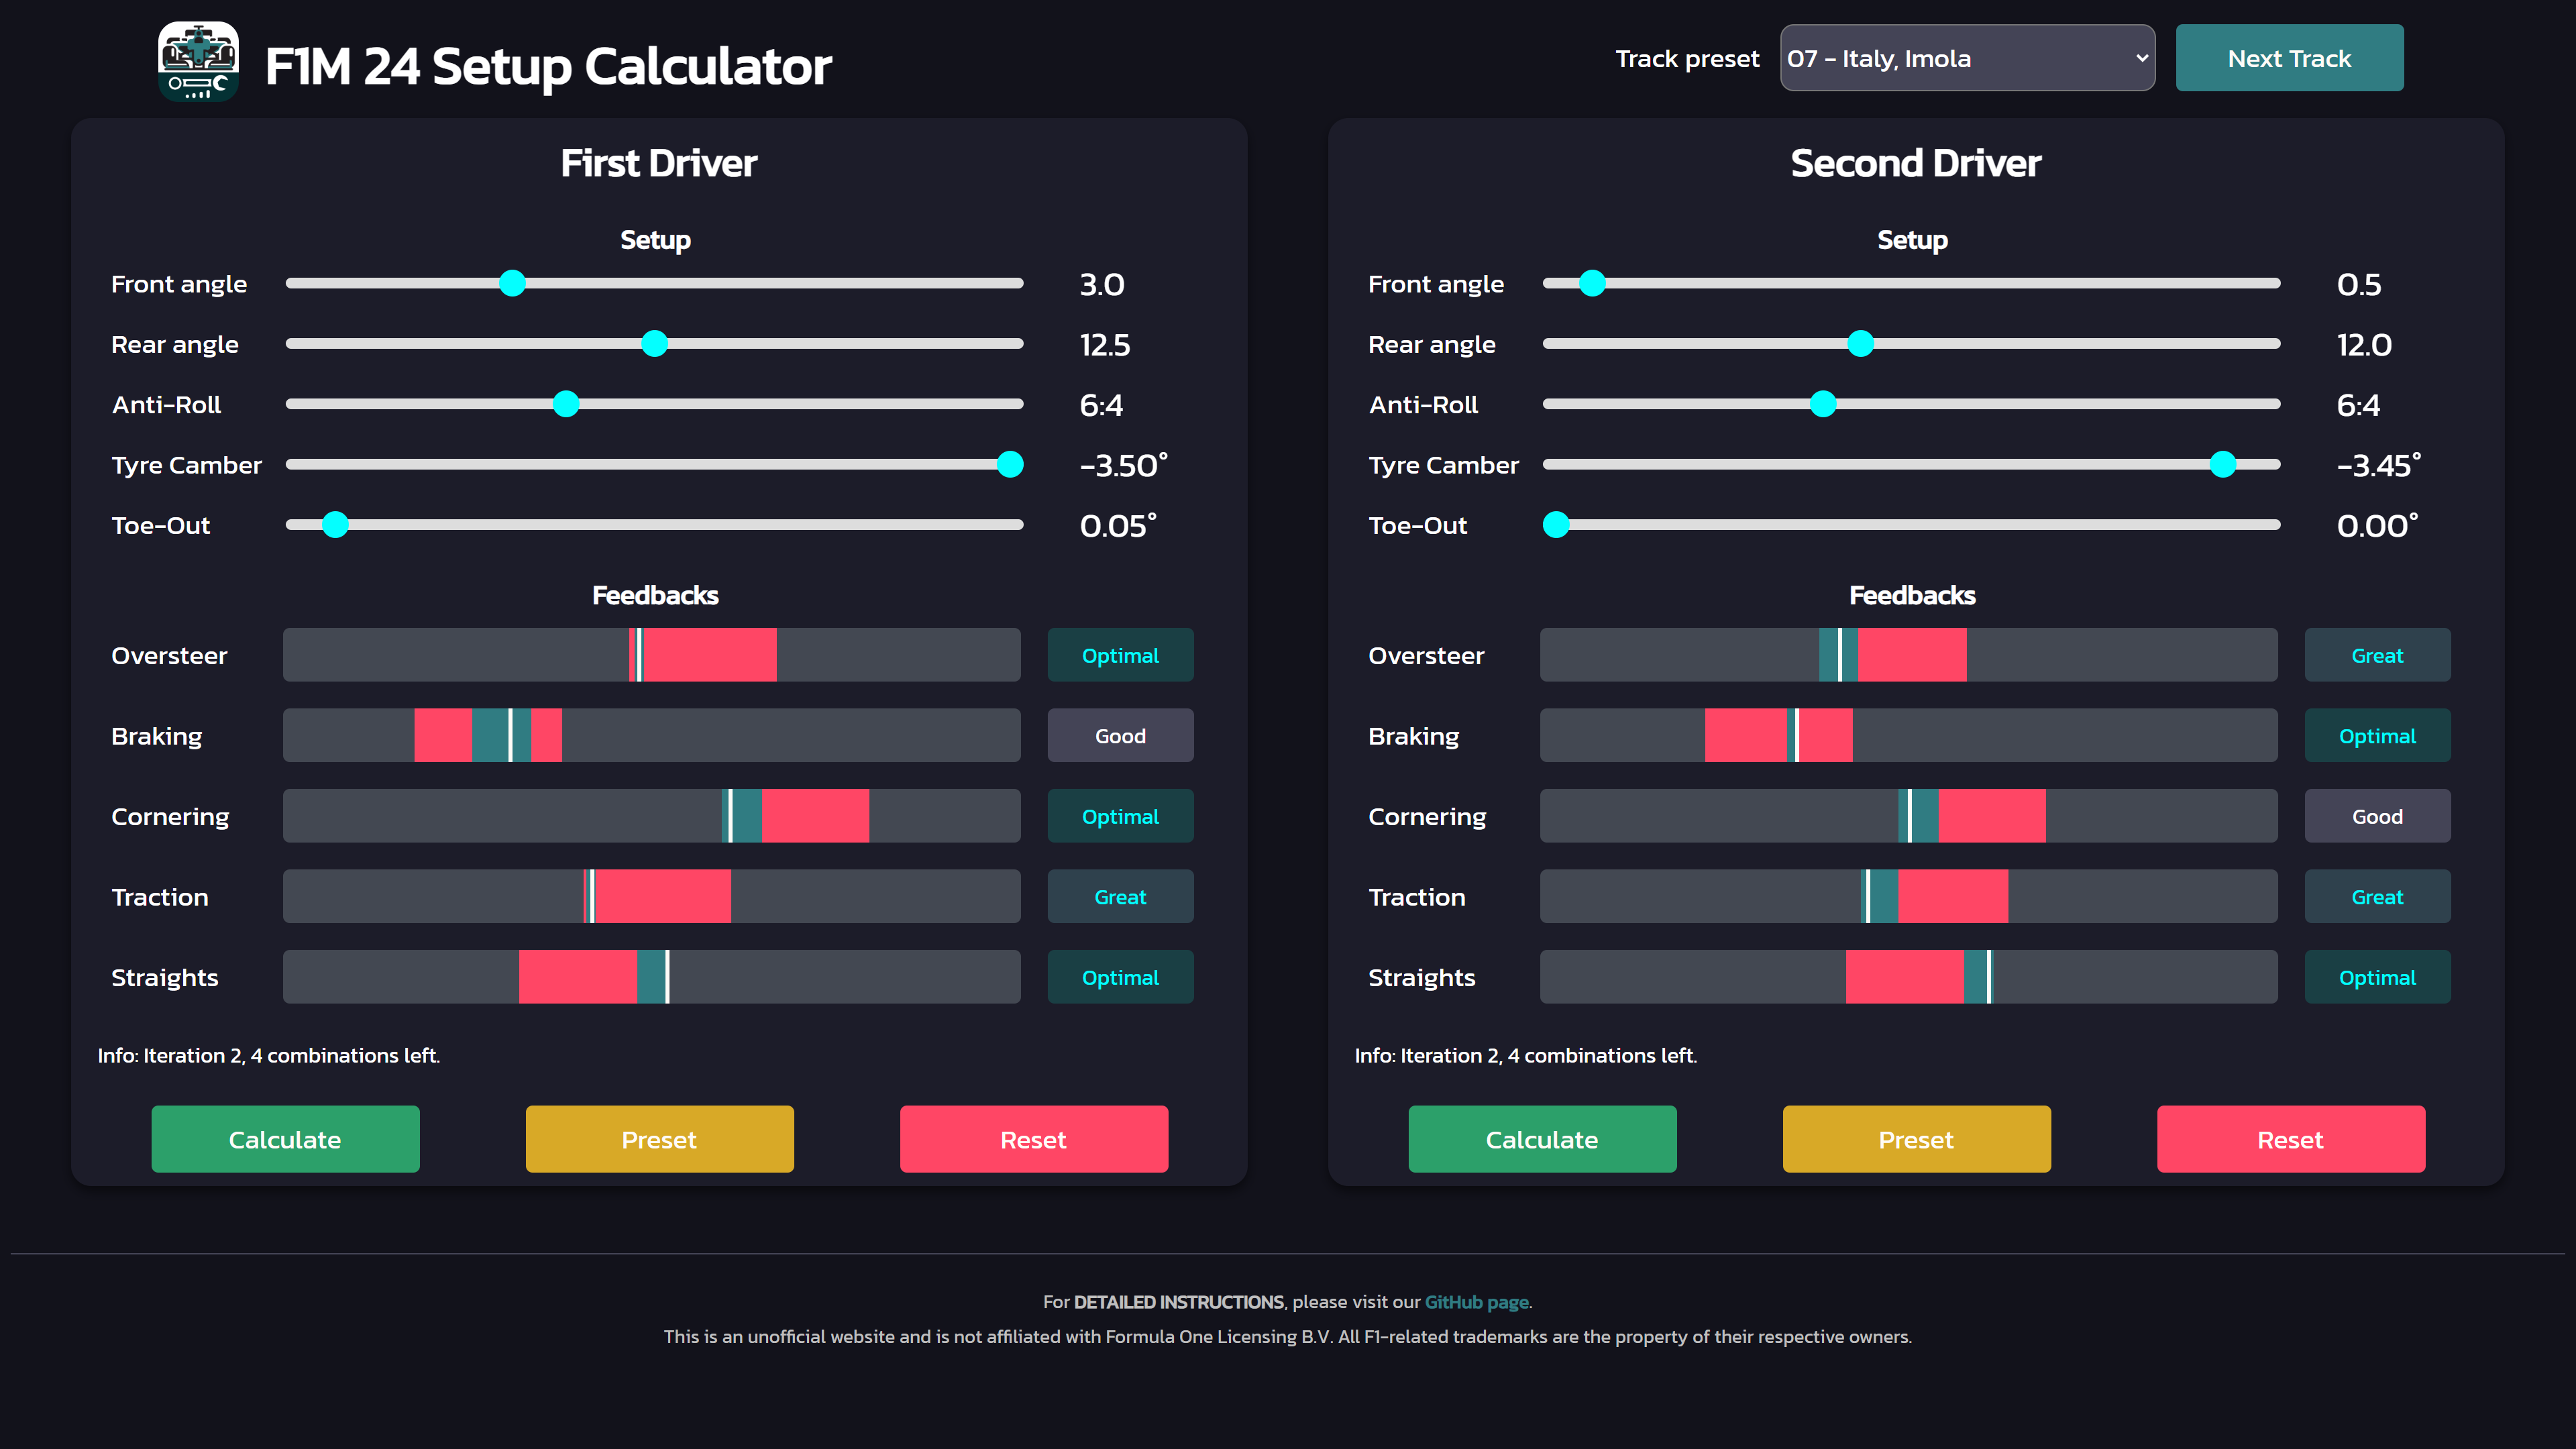 F1M 24 Setup Calculator
Track preset
07 - Italy, Imola
Next Track
First Driver
Setup
Front angle 3.0
Rear angle 12.5
Anti-Roll 6:4
Tyre Camber -3.50°
Toe-Out 0.05°
Feedbacks
Oversteer Optimal
Braking Good
Cornering Optimal
Traction Great
Straights Optimal
Info: Iteration 2, 4 combinations left.
Calculate Preset Reset
Second Driver
Setup
Front angle 0.5
Rear angle 12.0
Anti-Roll 6:4
Tyre Camber -3.45°
Toe-Out 0.00°
Feedbacks
Oversteer Great
Braking Optimal
Cornering Good
Traction Great
Straights Optimal
Info: Iteration 2, 4 combinations left.
Calculate Preset Reset
For DETAILED INSTRUCTIONS, please visit our GitHub page.
This is an unofficial website and is not affiliated with Formula One Licensing B.V. All F1-related trademarks are the property of their respective owners.